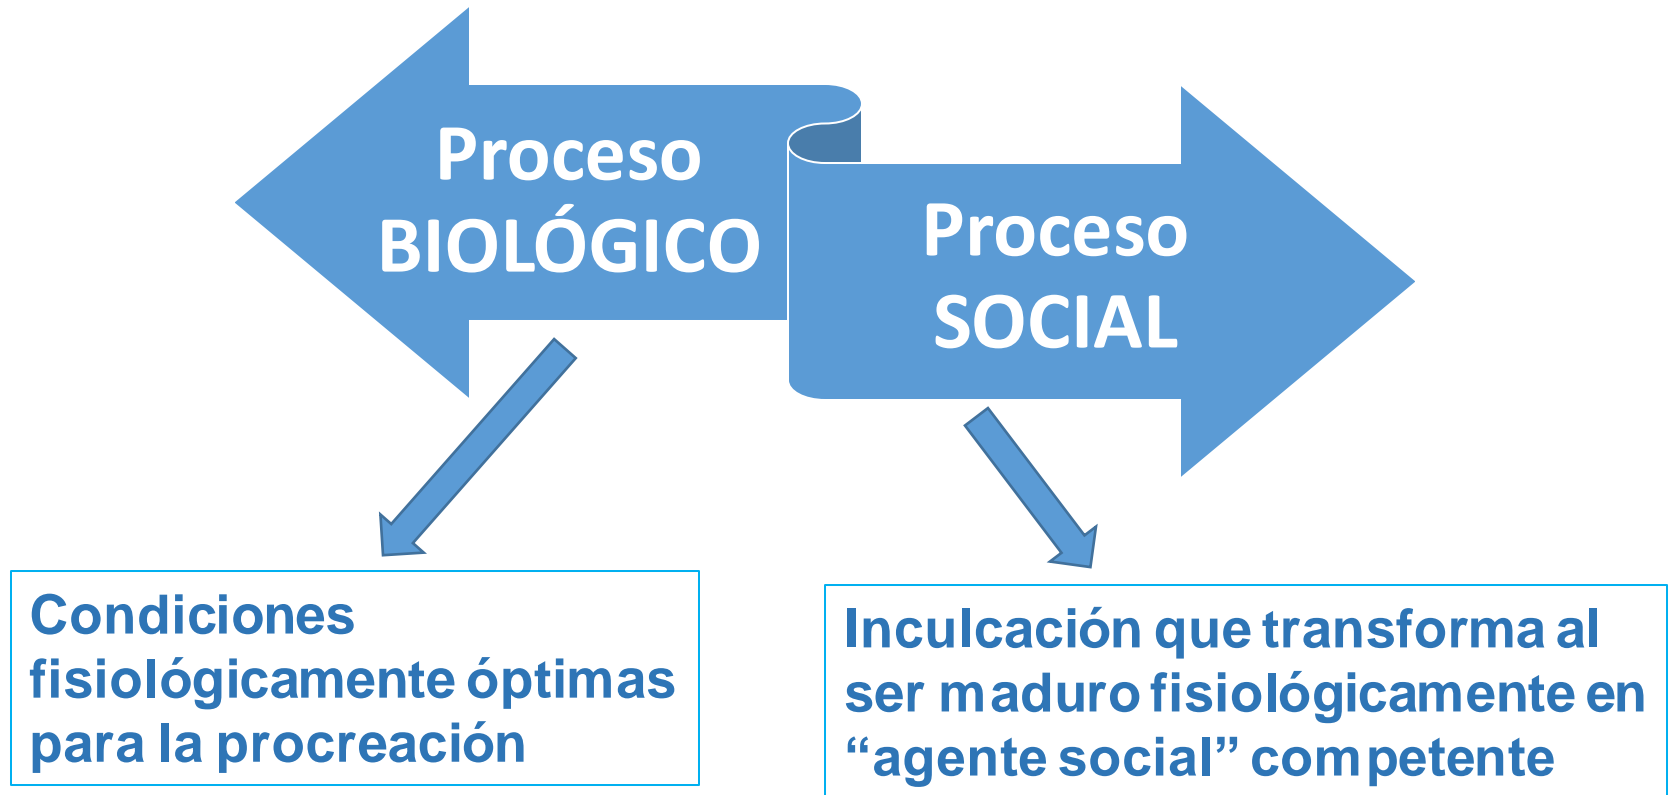 Proceso
BIOLÓGICO
Proceso
SOCIAL
Condiciones
fisiológicamente óptimas
para la procreación
Inculcación que transforma al
ser maduro fisiológicamente en
“agente social” competente